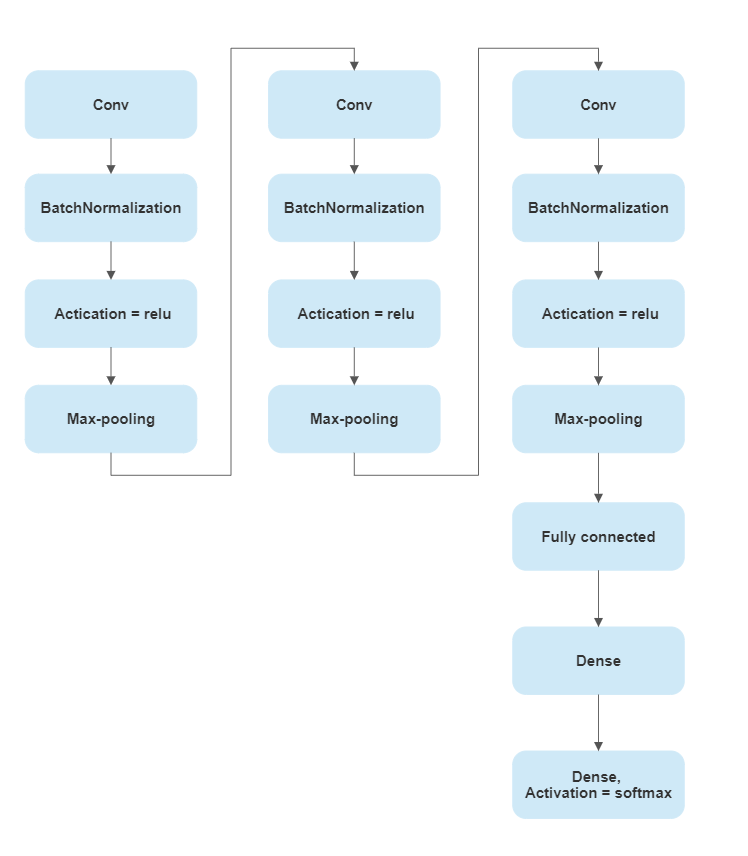 Conv
BatchNormalization
Actication = relu
Max-pooling
Conv
BatchNormalization
Actication = relu
Max-pooling
Conv
BatchNormalization
Actication = relu
Max-pooling
Fully connected
Dense
Dense,
Activation = softmax